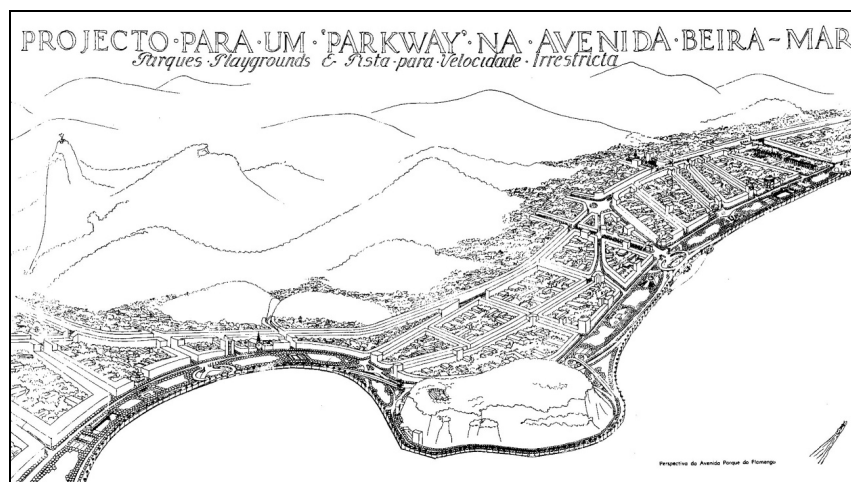 PROJECTO·PARA·UM·'PARKWAY'·NA·AVENIDA·BEIRA-MAR
Parques·Playgrounds & Pista·para·Velocidade·Irrestricta
Perspectiva da Avenida Parque do Flamengo